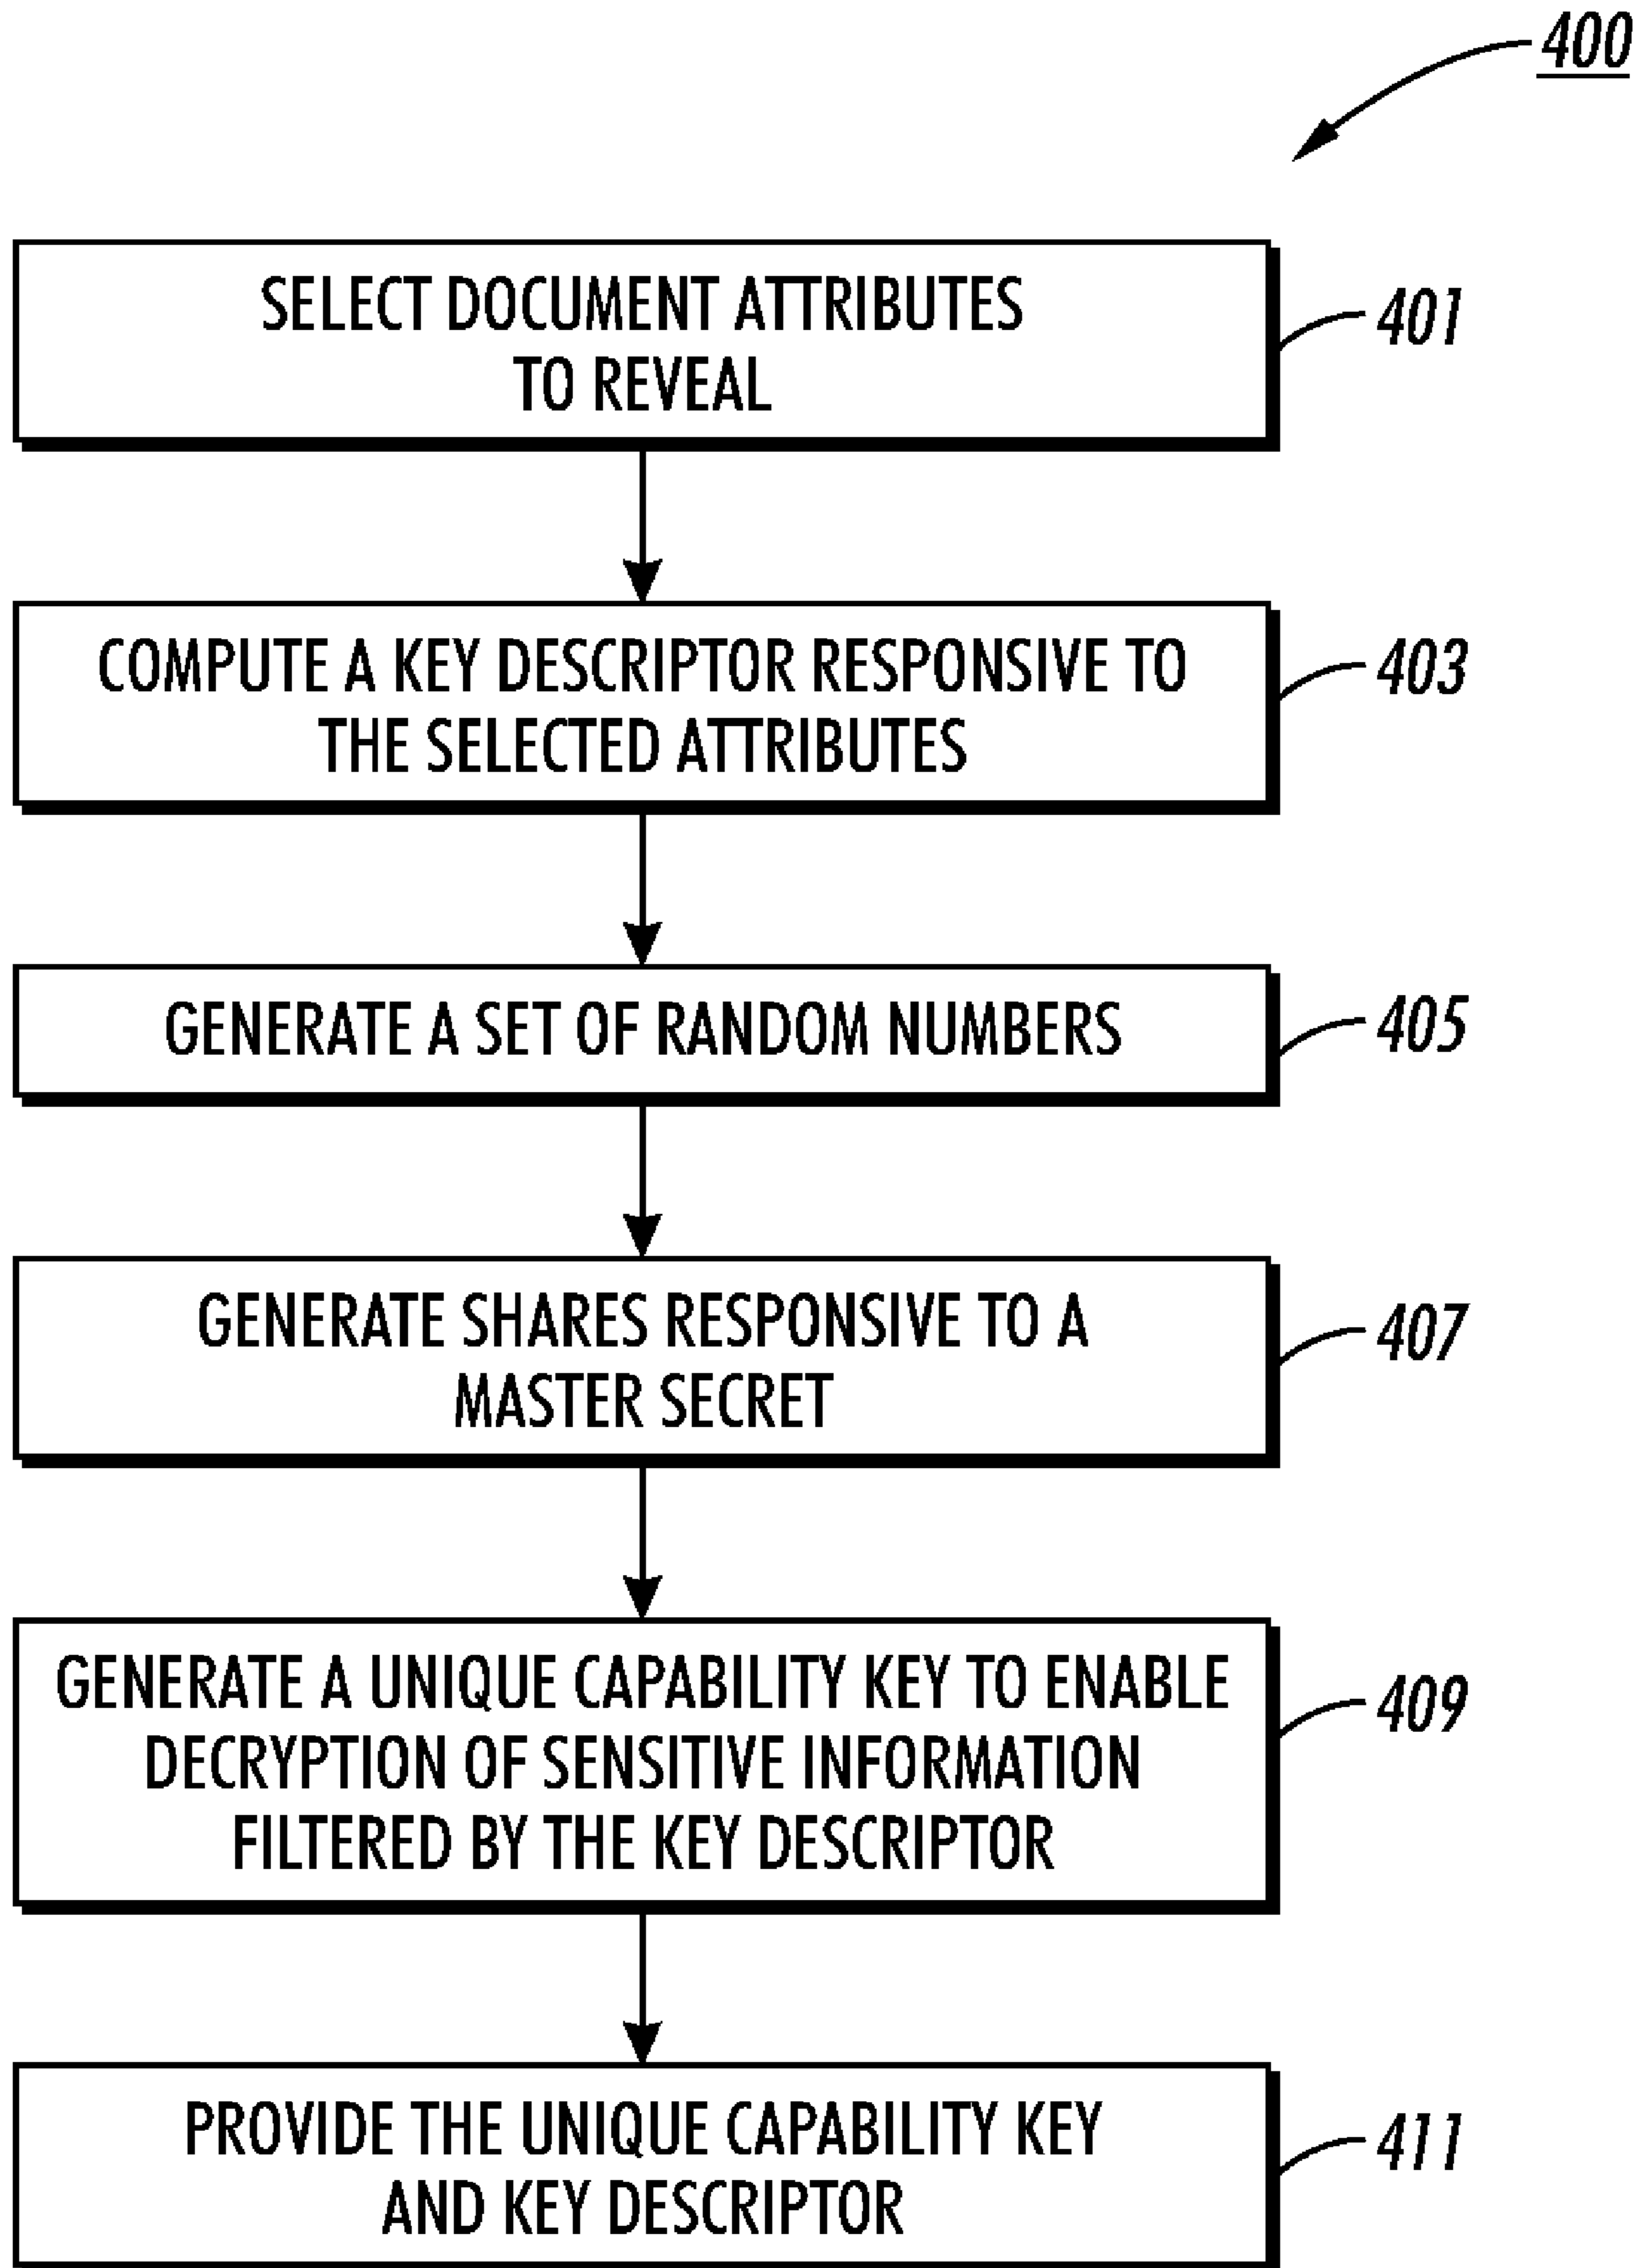 400
SELECT DOCUMENT ATTRIBUTES
TO REVEAL
401
COMPUTE A KEY DESCRIPTOR RESPONSIVE TO
THE SELECTED ATTRIBUTES
403
GENERATE A SET OF RANDOM NUMBERS
405
GENERATE SHARES RESPONSIVE TO A
MASTER SECRET
407
GENERATE A UNIQUE CAPABILITY KEY TO ENABLE
DECRYPTION OF SENSITIVE INFORMATION
FILTERED BY THE KEY DESCRIPTOR
409
PROVIDE THE UNIQUE CAPABILITY KEY
AND KEY DESCRIPTOR
411